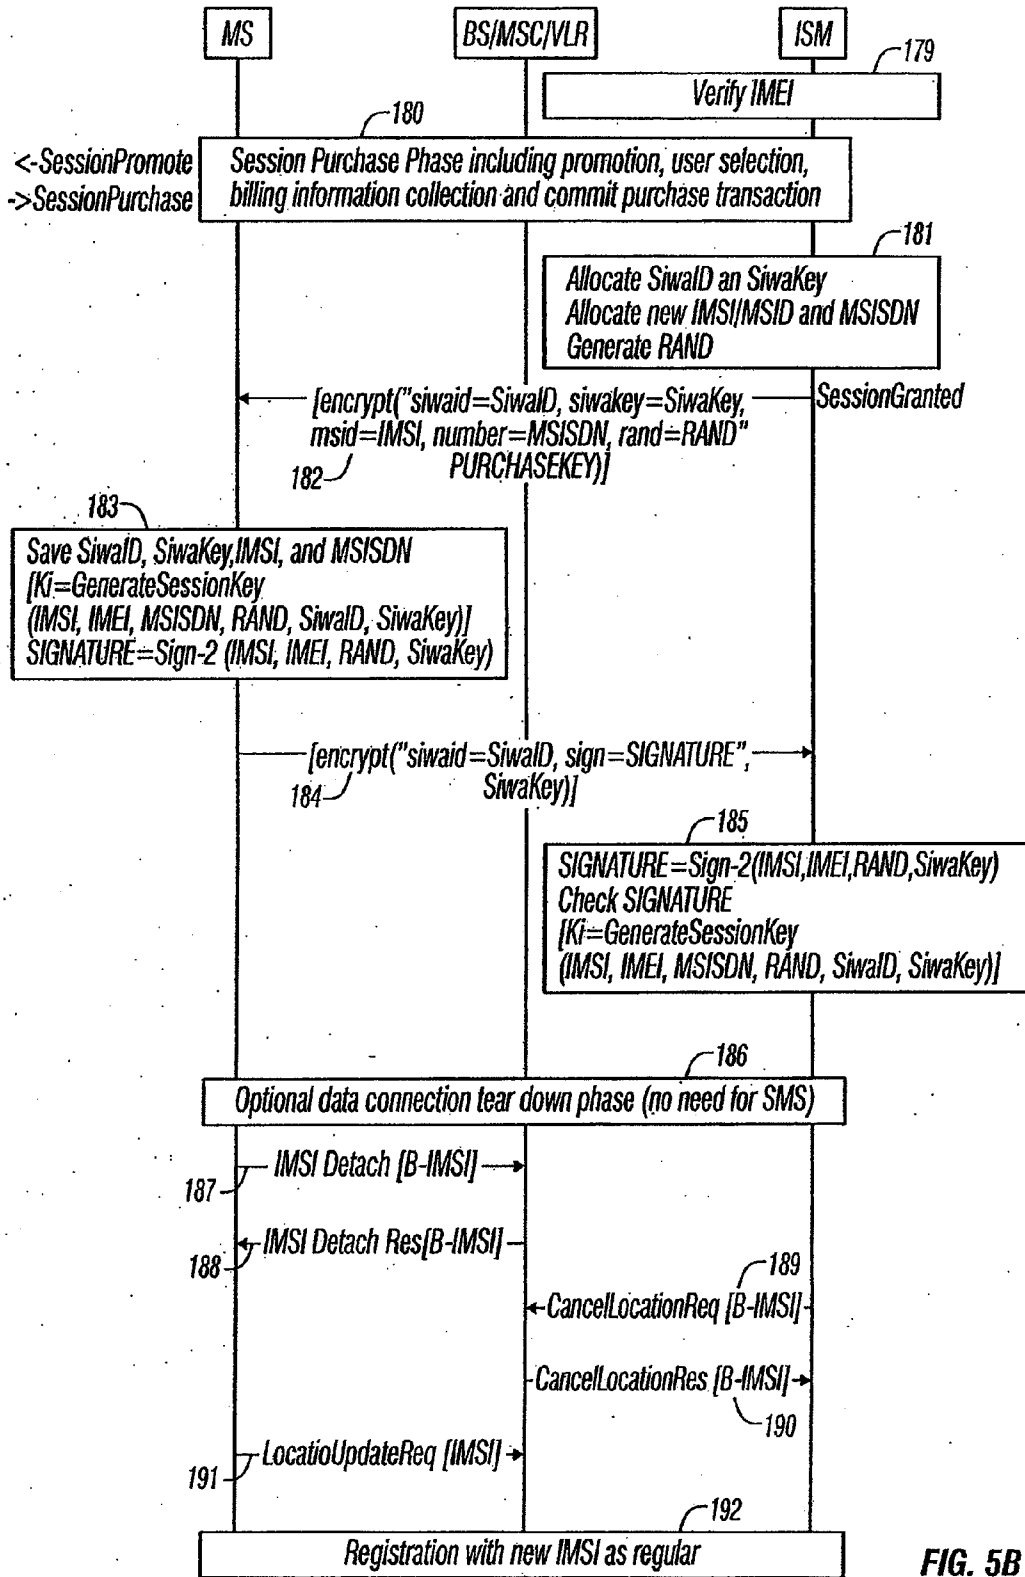 MS
BS/MSC/VLR
ISM
179
Verify IMEI
180
<-SessionPromote
->SessionPurchase
Session Purchase Phase including promotion, user selection,
billing information collection and commit purchase transaction
181
Allocate SiwaID an SiwaKey
Allocate new IMSI/MSID and MSISDN
Generate RAND
SessionGranted
[encrypt("siwaid=SiwaID, siwakey=SiwaKey,
msid=IMSI, number=MSISDN, rand=RAND"
PURCHASEKEY)]
182
183
Save SiwaID, SiwaKey,IMSI, and MSISDN
[Ki=GenerateSessionKey
(IMSI, IMEI, MSISDN, RAND, SiwaID, SiwaKey)]
SIGNATURE=Sign-2 (IMSI, IMEI, RAND, SiwaKey)
[encrypt("siwaid=SiwaID, sign=SIGNATURE",
SiwaKey)]
184
185
SIGNATURE=Sign-2(IMSI,IMEI,RAND,SiwaKey)
Check SIGNATURE
[Ki=GenerateSessionKey
(IMSI, IMEI, MSISDN, RAND, SiwaID, SiwaKey)]
186
Optional data connection tear down phase (no need for SMS)
IMSI Detach [B-IMSI]
187
IMSI Detach Res[B-IMSI]
188
189
CancelLocationReq [B-IMSI]
CancelLocationRes [B-IMSI]
190
LocatioUpdateReq [IMSI]
191
192
Registration with new IMSI as regular
FIG. 5B